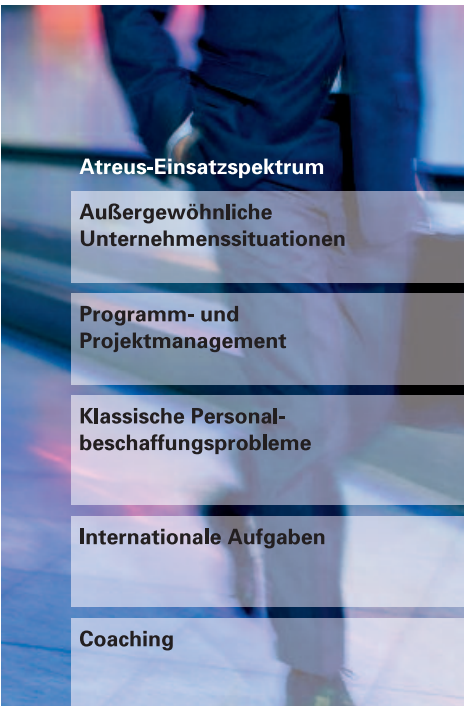 Atreus-Einsatzspektrum
Außergewöhnliche
Unternehmenssituationen
Programm- und
Projektmanagement
Klassische Personal-
beschaffungsprobleme
Internationale Aufgaben
Coaching